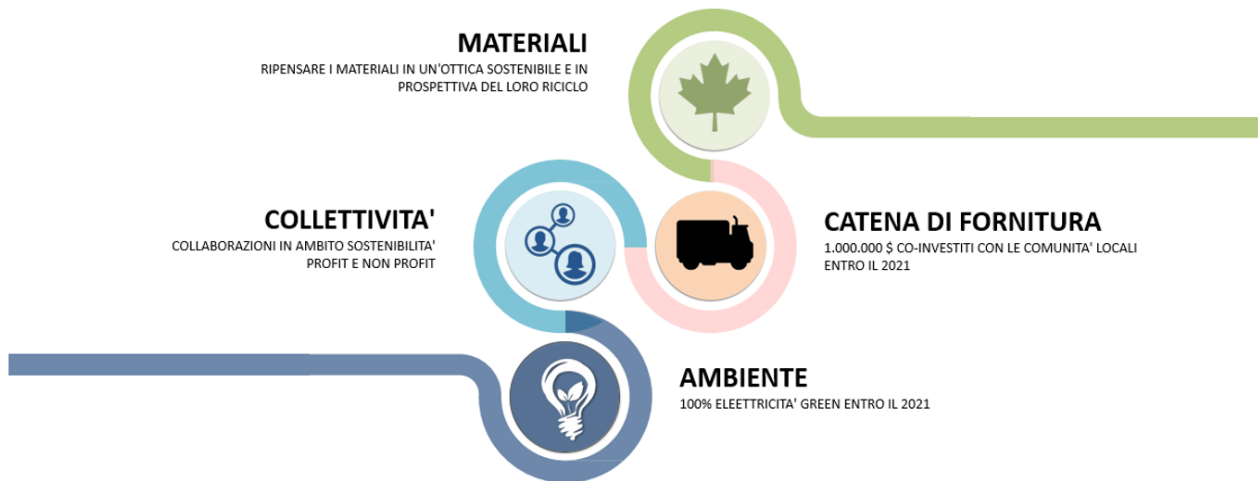 MATERIALI
RIPENSARE I MATERIALI IN UN'OTTICA SOSTENIBILE E IN
PROSPETTIVA DEL LORO RICICLO
COLLETTIVITA'
COLLABORAZIONI IN AMBITO SOSTENIBILITA'
PROFIT E NON PROFIT
CATENA DI FORNITURA
1.000.000 $ CO-INVESTITI CON LE COMUNITA' LOCALI
ENTRO IL 2021
AMBIENTE
100% ELEETTRICITA' GREEN ENTRO IL 2021